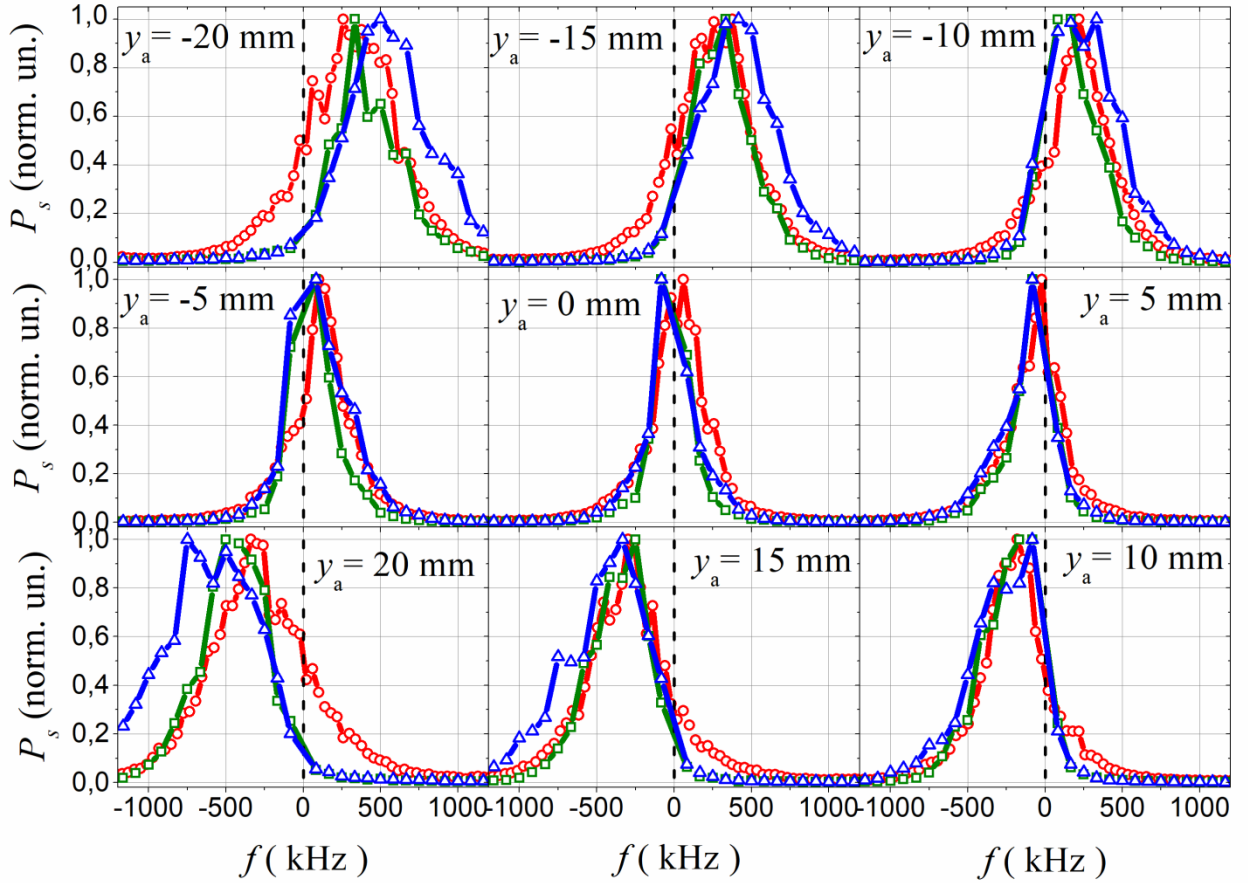 P_s (norm. un.)
1,0
0,8
0,6
0,4
0,2
0,0
y_a = -20 mm
y_a = -15 mm
y_a = -10 mm
P_s (norm. un.)
1,0
0,8
0,6
0,4
0,2
0,0
y_a = -5 mm
y_a = 0 mm
y_a = 5 mm
P_s (norm. un.)
1,0
0,8
0,6
0,4
0,2
0,0
y_a = 20 mm
y_a = 15 mm
y_a = 10 mm
-1000 -500 0 500 1000 -1000 -500 0 500 1000 -1000 -500 0 500 1000
f ( kHz) f ( kHz) f ( kHz)